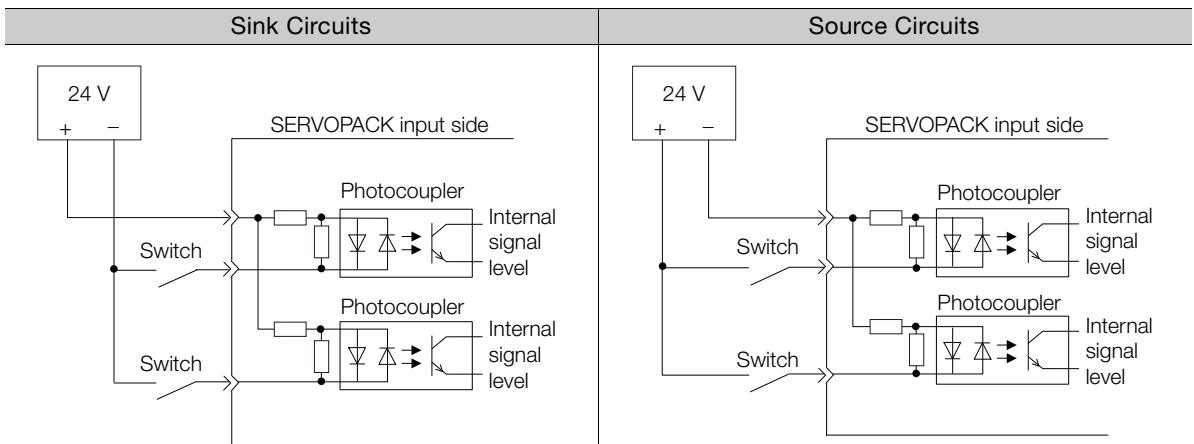 Sink Circuits
Source Circuits
24 V
+ −
SERVOPACK input side
Photocoupler
Internal
signal
level
Switch
Photocoupler
Internal
signal
level
Switch
24 V
+ −
SERVOPACK input side
Photocoupler
Internal
signal
level
Switch
Photocoupler
Internal
signal
level
Switch